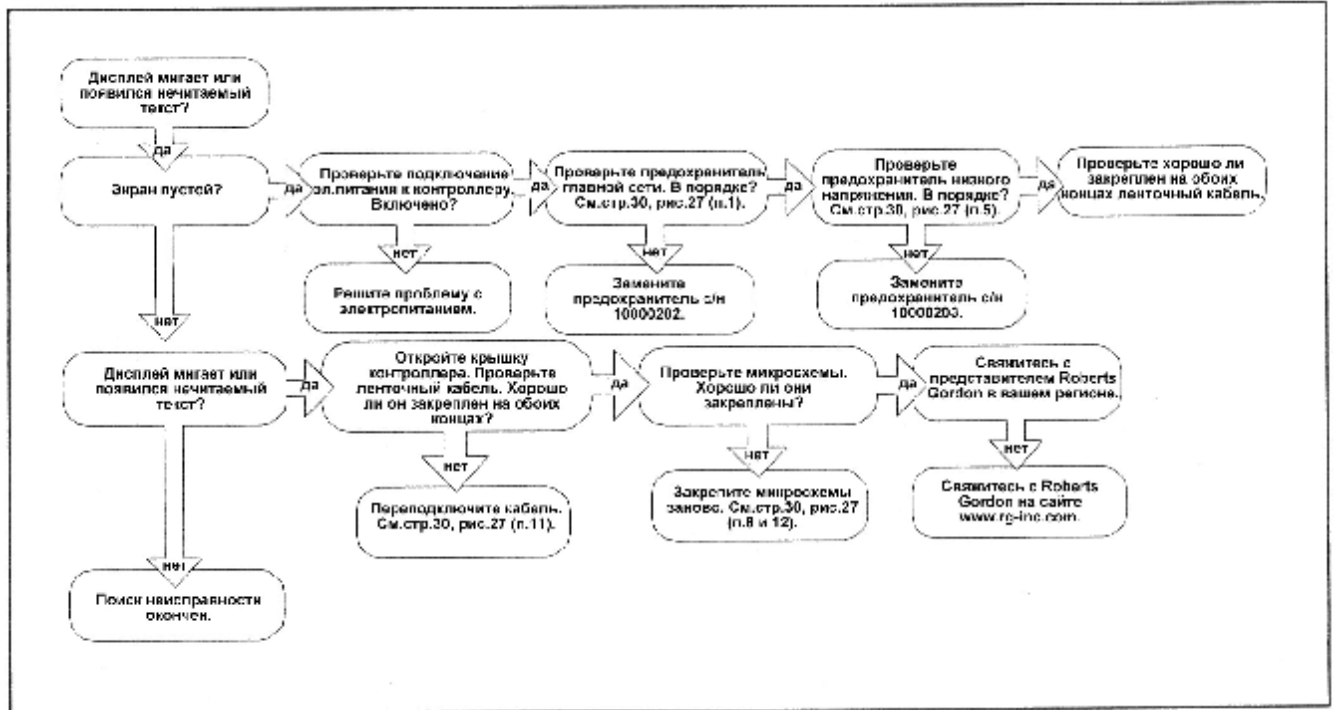 Дисплей мигает или
появился нечитаемый
текст?
да
Экран пустой?
да
Проверьте подключение
эл.питания к контроллеру.
Включено?
да
Проверьте предохранитель
главной сети. В порядке?
См.стр.30, рис.27 (п.1).
да
Проверьте
предохранитель низкого
напряжения. В порядке?
См.стр.30, рис.27 (п.5).
да
Проверьте хорошо ли
закреплен на обоих
концах ленточный кабель.
нет
Решите проблему с
электропитанием.
нет
Замените
предохранитель с/н
10000202.
нет
Замените
предохранитель с/н
10000203.
нет
Дисплей мигает или
появился нечитаемый
текст?
да
Откройте крышку
контроллера. Проверьте
ленточный кабель. Хорошо
ли он закреплен на обоих
концах?
да
Проверьте микросхемы.
Хорошо ли они
закреплены?
да
Свяжитесь с
представителем Roberts
Gordon в вашем регионе.
нет
Переподключите кабель.
См.стр.30, рис.27 (п.11).
нет
Закрепите микросхемы
заново. См.стр.30, рис.27
(п.8 и 12).
нет
Свяжитесь с Roberts
Gordon на сайте
www.rg-inc.com.
нет
Поиск неисправности
окончен.